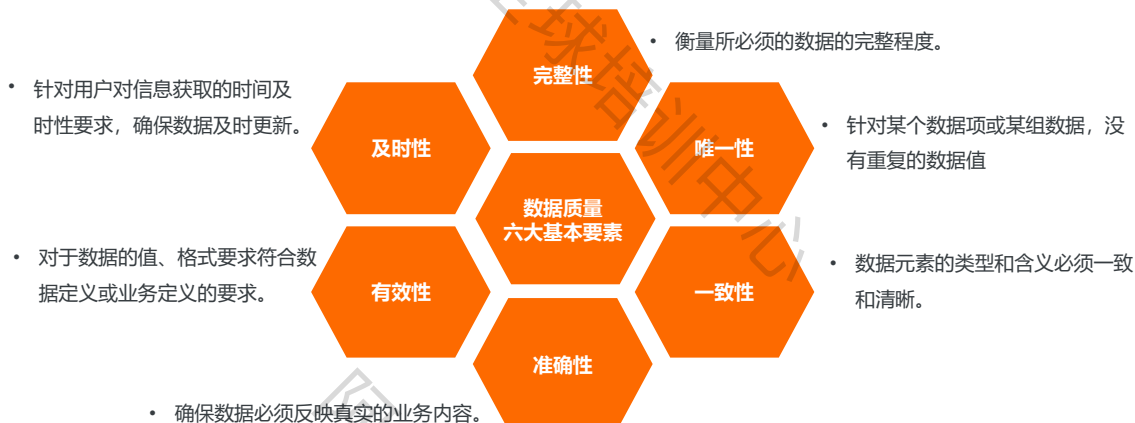 完整性
• 衡量所必须的数据的完整程度。
• 针对用户对信息获取的时间及
时性要求，确保数据及时更新。
及时性
唯一性
• 针对某个数据项或某组数据，没
有重复的数据值
数据质量
六大基本要素
• 对于数据的值、格式要求符合数
据定义或业务定义的要求。
有效性
一致性
• 数据元素的类型和含义必须一致
和清晰。
准确性
• 确保数据必须反映真实的业务内容。
球培训中心